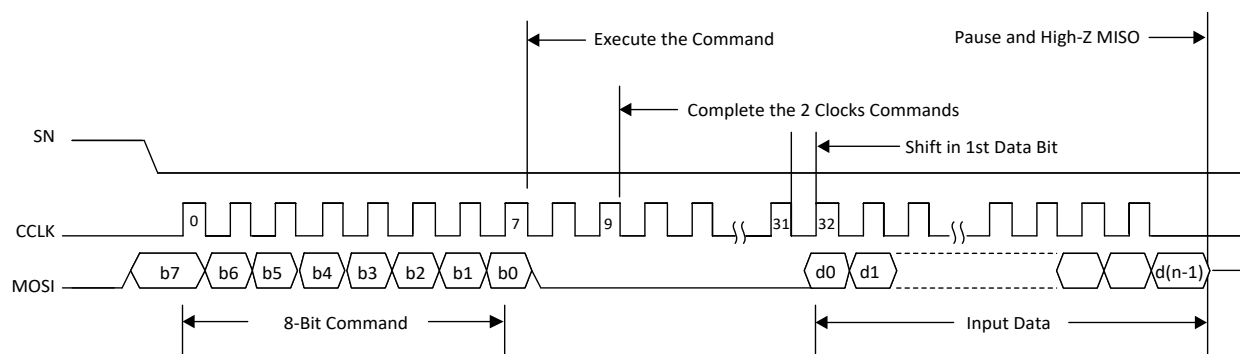 Execute the Command
Pause and High-Z MISO
Complete the 2 Clocks Commands
SN
Shift in 1st Data Bit
CCLK
0 7 9 31 32
MOSI
b7 b6 b5 b4 b3 b2 b1 b0 d0 d1 d(n-1)
8-Bit Command
Input Data